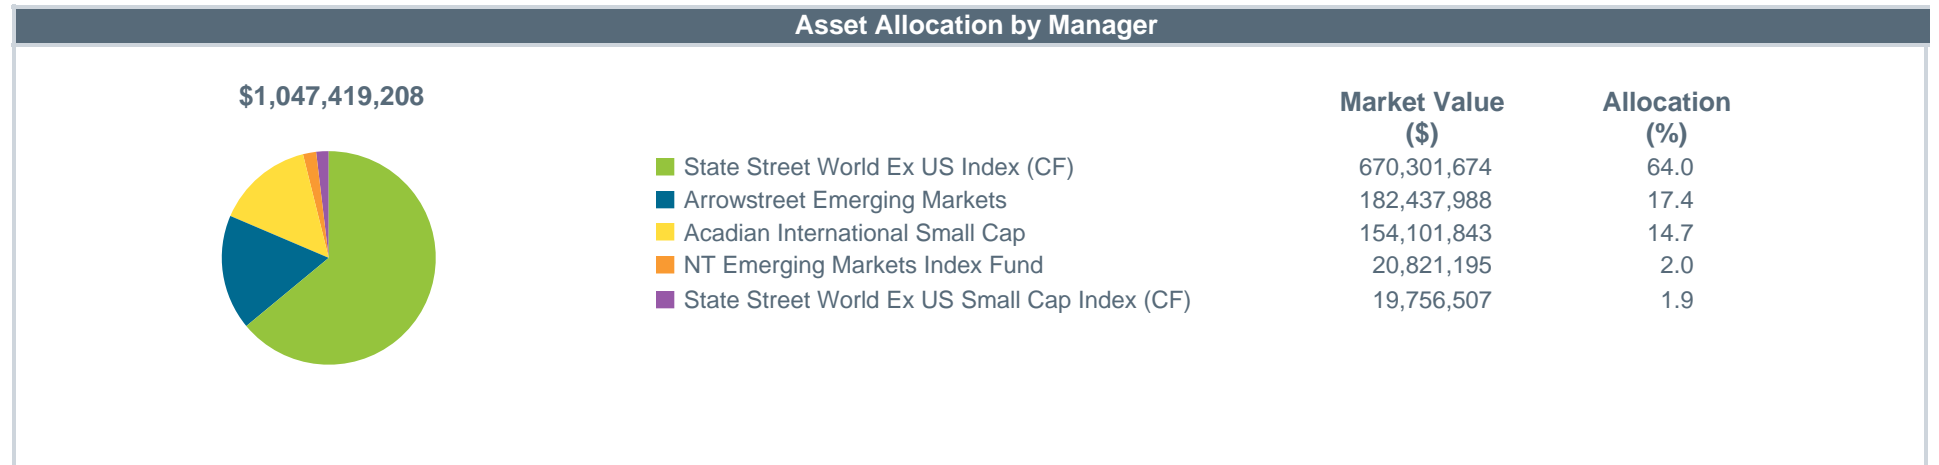 Asset Allocation by Manager
$1,047,419,208
Market Value Allocation
($) (%)
State Street World Ex US Index (CF) 670,301,674 64.0
Arrowstreet Emerging Markets 182,437,988 17.4
Acadian International Small Cap 154,101,843 14.7
NT Emerging Markets Index Fund 20,821,195 2.0
State Street World Ex US Small Cap Index (CF) 19,756,507 1.9